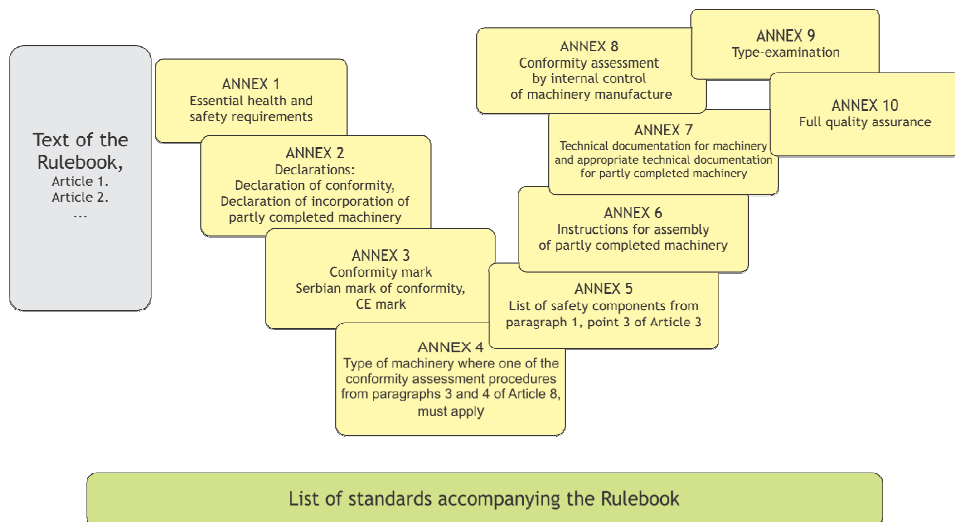 Text of the
Rulebook,
Article 1.
Article 2.
...
ANNEX 1
Essential health and
safety requirements
ANNEX 2
Declarations:
Declaration of conformity,
Declaration of incorporation of
partly completed machinery
ANNEX 3
Conformity mark
Serbian mark of conformity,
CE mark
ANNEX 4
Type of machinery where one of the
conformity assessment procedures
from paragraphs 3 and 4 of Article 8,
must apply
ANNEX 5
List of safety components from
paragraph 1, point 3 of Article 3
ANNEX 6
Instructions for assembly
of partly completed machinery
ANNEX 7
Technical documentation for machinery
and appropriate technical documentation
for partly completed machinery
ANNEX 8
Conformity assessment
by internal control
of machinery manufacture
ANNEX 9
Type-examination
ANNEX 10
Full quality assurance
List of standards accompanying the Rulebook